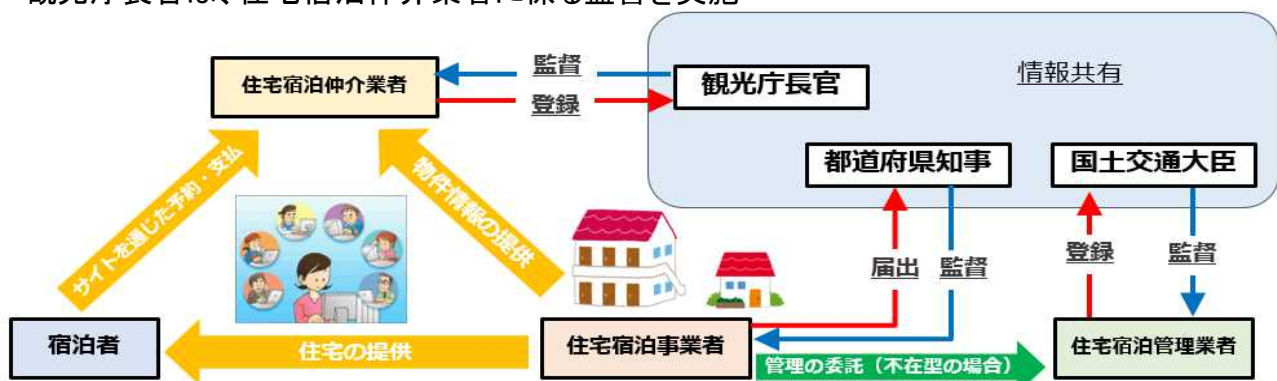 観光庁長官は、住宅宿泊仲介業者に係る監督を実施
住宅宿泊仲介業者
監督
登録
観光庁長官
情報共有
都道府県知事
国土交通大臣
サイトを通じた予約・支払
物件情報の提供
届出
監督
登録
監督
宿泊者
住宅の提供
住宅宿泊事業者
管理の委託（不在型の場合）
住宅宿泊管理業者